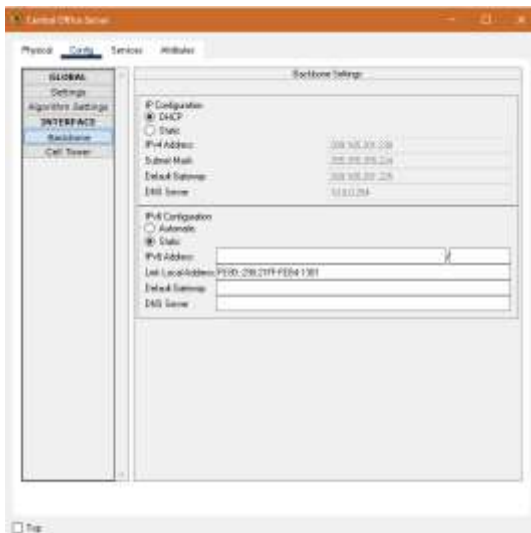 Central Office Server
Physical Config Services Attributes
GLOBAL
Settings
Algorithm Settings
INTERFACE
Backbone
Cell Tower
Backbone Settings
IP Configuration
DHCP
Static
IPv4 Address
Subnet Mask
Default Gateway
DNS Server
IPv6 Configuration
Automatic
Static
IPv6 Address /
Link Local Address:
Default Gateway
DNS Server
Top